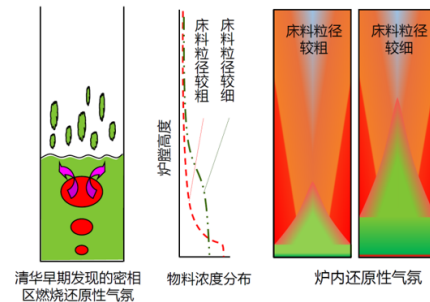 床料粒径
较粗
床料粒径
较细
炉膛高度
床料粒径
较粗
床料粒径
较细
清华早期发现的密相
区燃烧还原性气氛
物料浓度分布
炉内还原性气氛